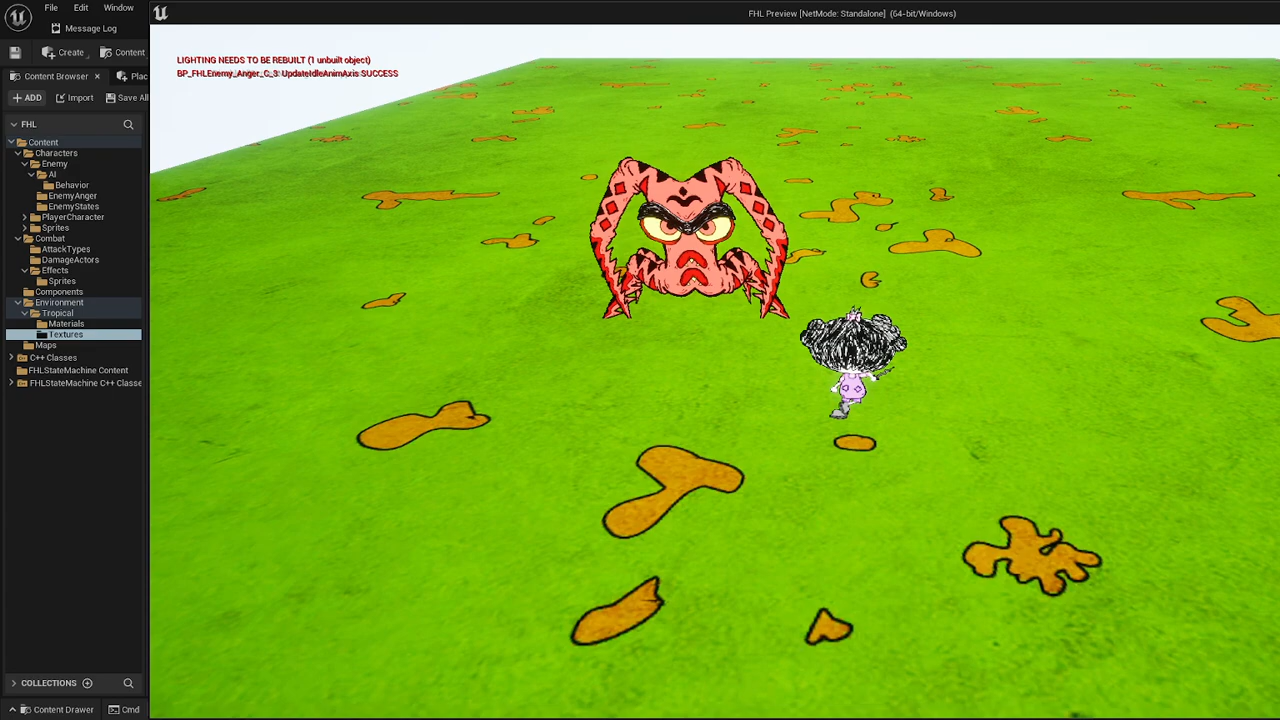 File Edit Window
FHL Preview [NetMode: Standalone] (64-bit/Windows)
Message Log
Create Content
Content Browser × Plac
ADD Import Save All
LIGHTING NEEDS TO BE REBUILT (1 unbuilt object)
BP_FHLEnemy_Anger_C_3: UpdateIdleAnimAxis SUCCESS
FHL
Content
Characters
Enemy
AI
Behavior
EnemyAnger
EnemyStates
PlayerCharacter
Sprites
Combat
AttackTypes
DamageActors
Effects
Sprites
Components
Environment
Tropical
Materials
Textures
Maps
C++ Classes
FHLStateMachine Content
FHLStateMachine C++ Classe
COLLECTIONS
Content Drawer Cmd